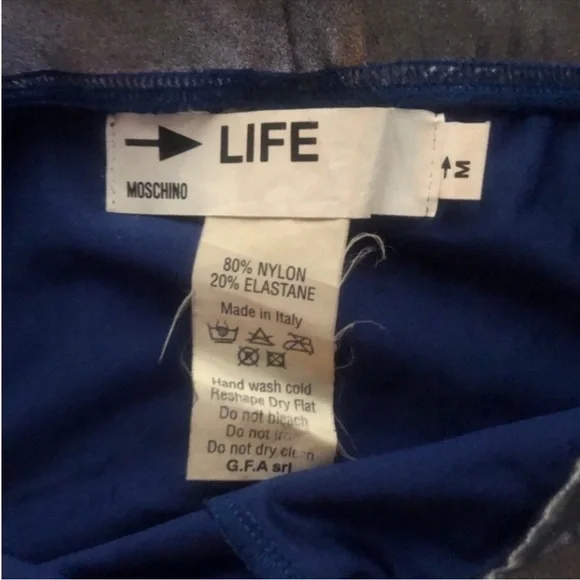 LIFE
MOSCHINO
M
80% NYLON
20% ELASTANE
Made in Italy
Hand wash cold
Reshape Dry Flat
Do not bleach
Do not iron
Do not dry clean
G.F.A srl